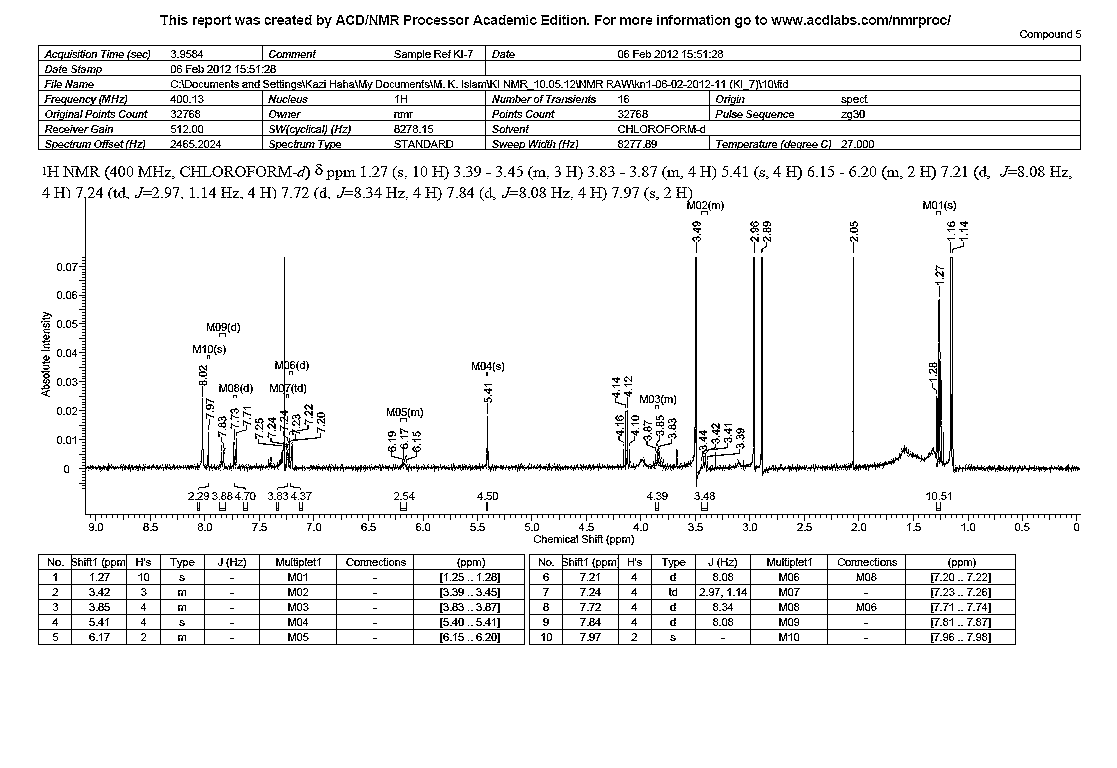 This report was created by ACD/NMR Processor Academic Edition. For more information go to www.acdlabs.com/nmrproc/
Compound 5
Acquisition Time (sec) 3.9584 Comment Sample Ref KI-7 Date 06 Feb 2012 15:51:28
Date Stamp 06 Feb 2012 15:51:28
File Name C:\Documents and Settings\Kazi Haha\My Documents\M. K. Islam\KI NMR_10.05.12\NMR RAW\kn1-06-02-2012-11 (KI_7)\10\fid
Frequency (MHz) 400.13 Nucleus 1H Number of Transients 16 Origin spect
Original Points Count 32768 Owner nmr Points Count 32768 Pulse Sequence zg30
Receiver Gain 512.00 SW(cyclical) (Hz) 8278.15 Solvent CHLOROFORM-d
Spectrum Offset (Hz) 2465.2024 Spectrum Type STANDARD Sweep Width (Hz) 8277.89 Temperature (degree C) 27.000
1H NMR (400 MHz, CHLOROFORM-d) δ ppm 1.27 (s, 10 H) 3.39 - 3.45 (m, 3 H) 3.83 - 3.87 (m, 4 H) 5.41 (s, 4 H) 6.15 - 6.20 (m, 2 H) 7.21 (d, J=8.08 Hz,
4 H) 7.24 (td, J=2.97, 1.14 Hz, 4 H) 7.72 (d, J=8.34 Hz, 4 H) 7.84 (d, J=8.08 Hz, 4 H) 7.97 (s, 2 H)
M02(m) M01(s)
3.49 2.96 2.89 2.05 1.16 1.14
1.27
0.07
0.06
0.05
M09(d)
0.04
M10(s)
M06(d) M04(s)
0.03
8.02 M08(d) M07(td) 5.41 4.14 4.12 M03(m) 1.28
0.02
7.97 7.83 7.73 7.71 7.25 7.24 7.24 7.23 7.22 7.20 M05(m) 6.19 6.17 6.15 4.16 4.10 3.87 3.85 3.83 3.44 3.42 3.41 3.39
0.01
0
Absolute Intensity
2.29 3.88 4.70 3.83 4.37 2.54 4.50 4.39 3.48 10.51
9.0 8.5 8.0 7.5 7.0 6.5 6.0 5.5 5.0 4.5 4.0 3.5 3.0 2.5 2.0 1.5 1.0 0.5 0
Chemical Shift (ppm)
No. Shift1 (ppm H's Type J (Hz) Multiplet1 Connections (ppm) No. Shift1 (ppm H's Type J (Hz) Multiplet1 Connections (ppm)
1 1.27 10 s - M01 - [1.25 .. 1.28] 6 7.21 4 d 8.08 M06 M08 [7.20 .. 7.22]
2 3.42 3 m - M02 - [3.39 .. 3.45] 7 7.24 4 td 2.97, 1.14 M07 - [7.23 .. 7.26]
3 3.85 4 m - M03 - [3.83 .. 3.87] 8 7.72 4 d 8.34 M08 M06 [7.71 .. 7.74]
4 5.41 4 s - M04 - [5.40 .. 5.41] 9 7.84 4 d 8.08 M09 - [7.81 .. 7.87]
5 6.17 2 m - M05 - [6.15 .. 6.20] 10 7.97 2 s - M10 - [7.96 .. 7.98]